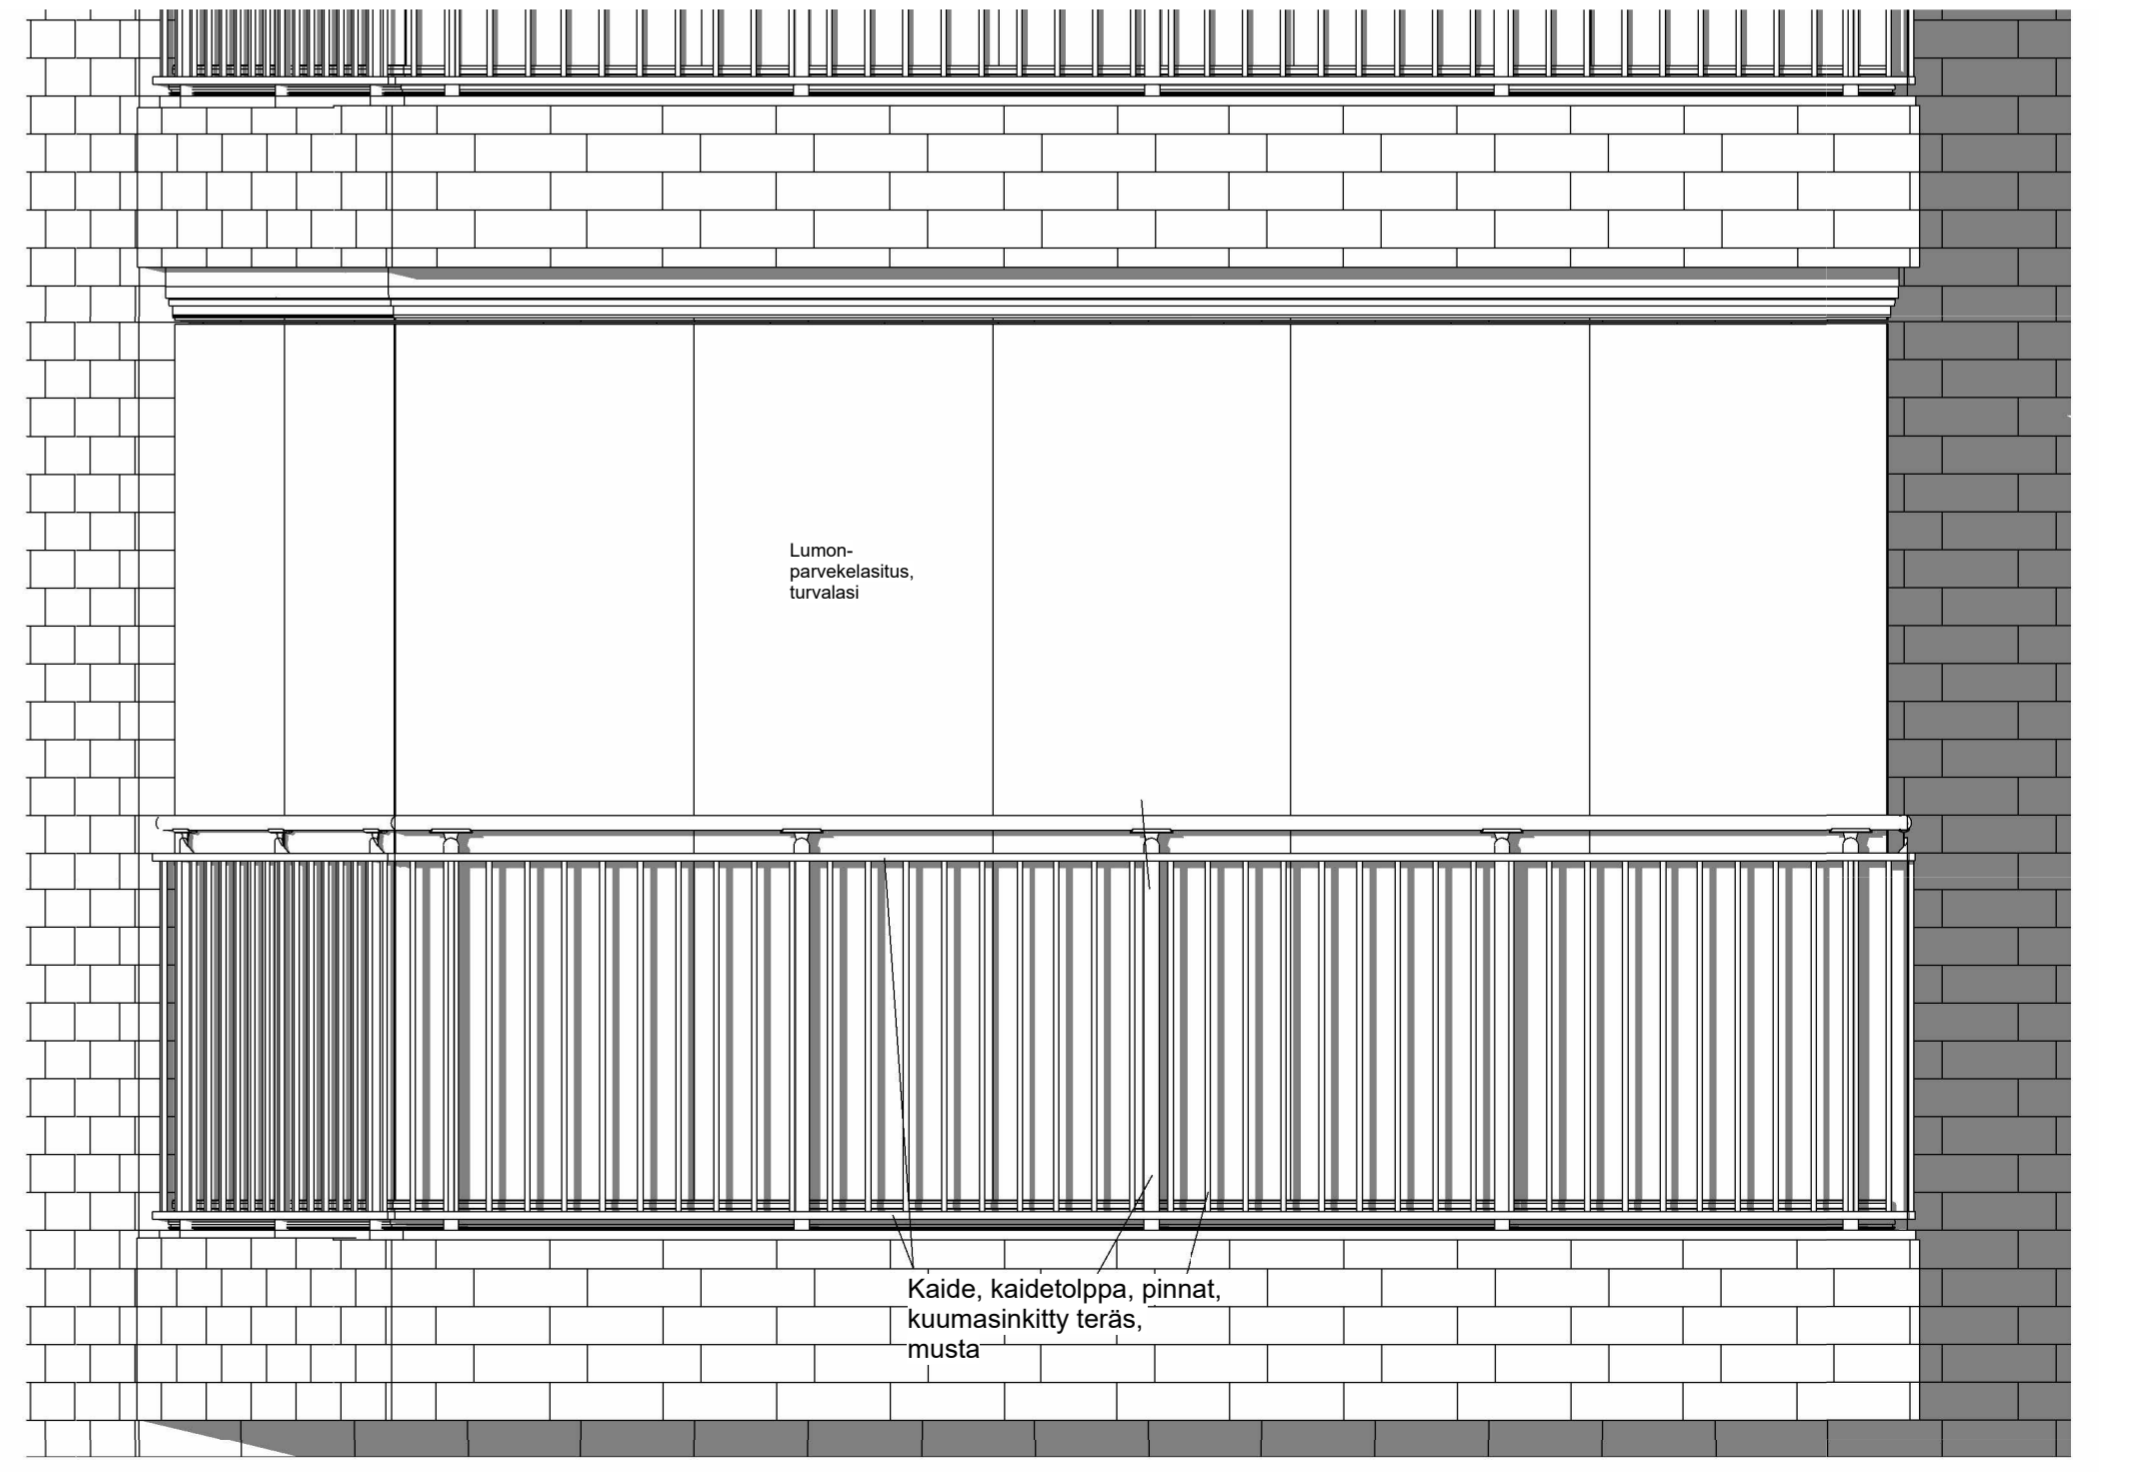 Lumon-
parvekelasitus,
turvalasi
Kaide, kaidetolppa, pinnat,
kuumasinkitty teräs,
musta